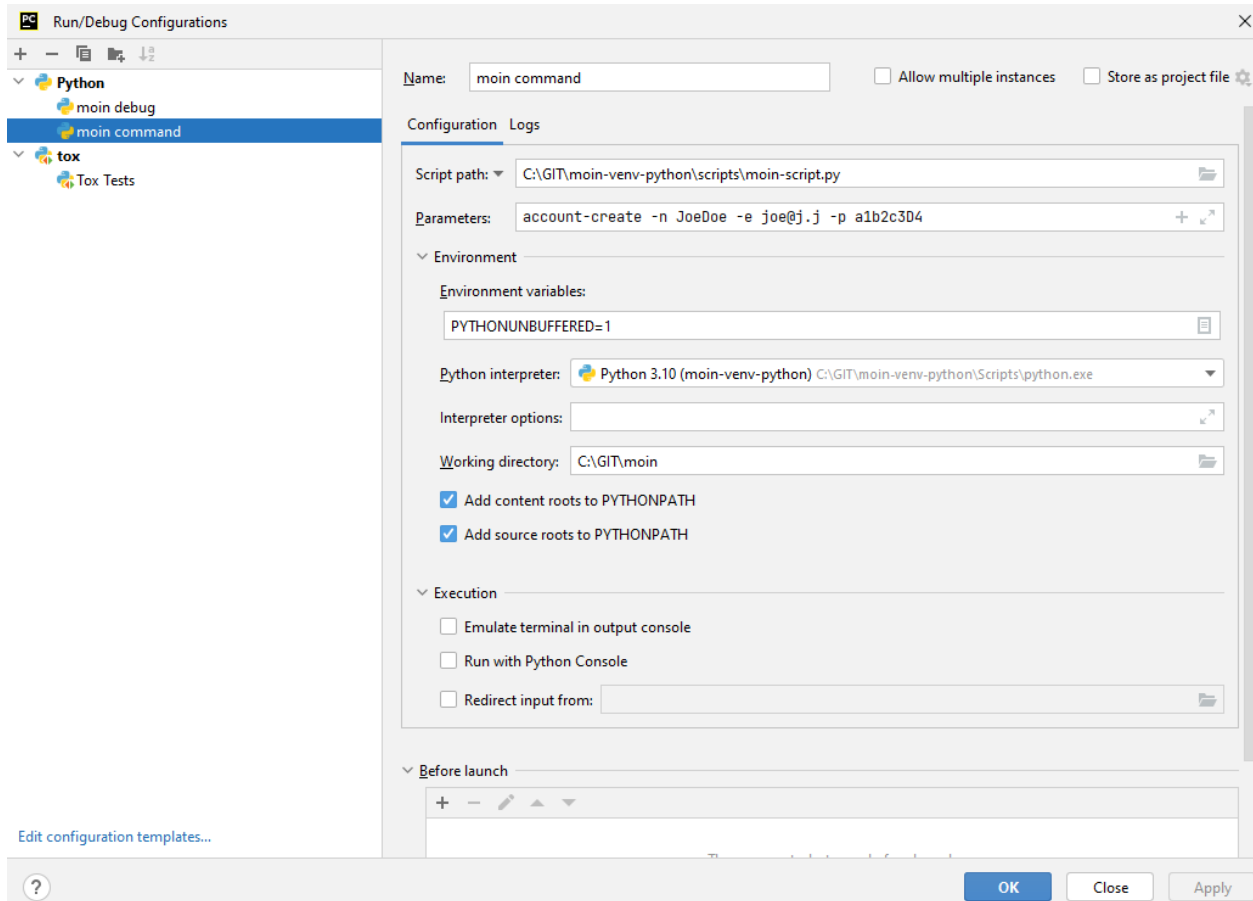 PC Run/Debug Configurations
Python
moin debug
moin command
tox
Tox Tests
Edit configuration templates...
Name: moin command Allow multiple instances Store as project file
Configuration Logs
Script path: C:\GIT\moin-venv-python\scripts\moin-script.py
Parameters: account-create -n JoeDoe -e joe@j.j -p a1b2c3D4
Environment
Environment variables:
PYTHONUNBUFFERED=1
Python interpreter: Python 3.10 (moin-venv-python) C:\GIT\moin-venv-python\Scripts\python.exe
Interpreter options:
Working directory: C:\GIT\moin
Add content roots to PYTHONPATH
Add source roots to PYTHONPATH
Execution
Emulate terminal in output console
Run with Python Console
Redirect input from:
Before launch
? OK Close Apply